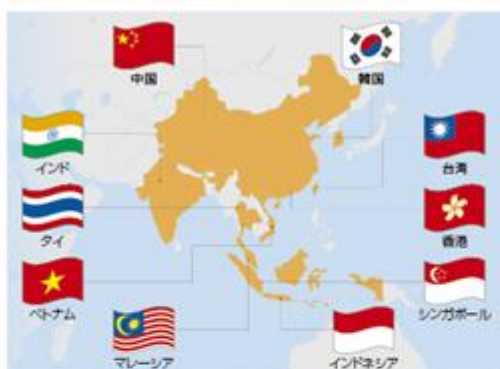 中国
韓国
インド
台湾
タイ
香港
ベトナム
シンガポール
マレーシア
インドネシア